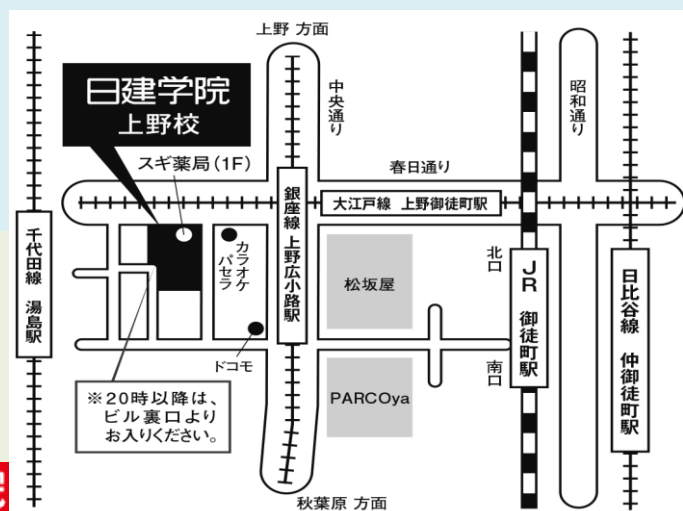 上野 方面
日建学院
上野校
中央通り
昭和通り
スギ薬局(1F)
春日通り
大江戸線 上野御徒町駅
千代田線 湯島駅
銀座線 上野広小路駅
カラオケ
パセラ
松坂屋
北口
JR 御徒町駅
日比谷線 仲御徒町駅
ドコモ
南口
※20時以降は、
ビル裏口より
お入りください。
PARCOya
秋葉原 方面